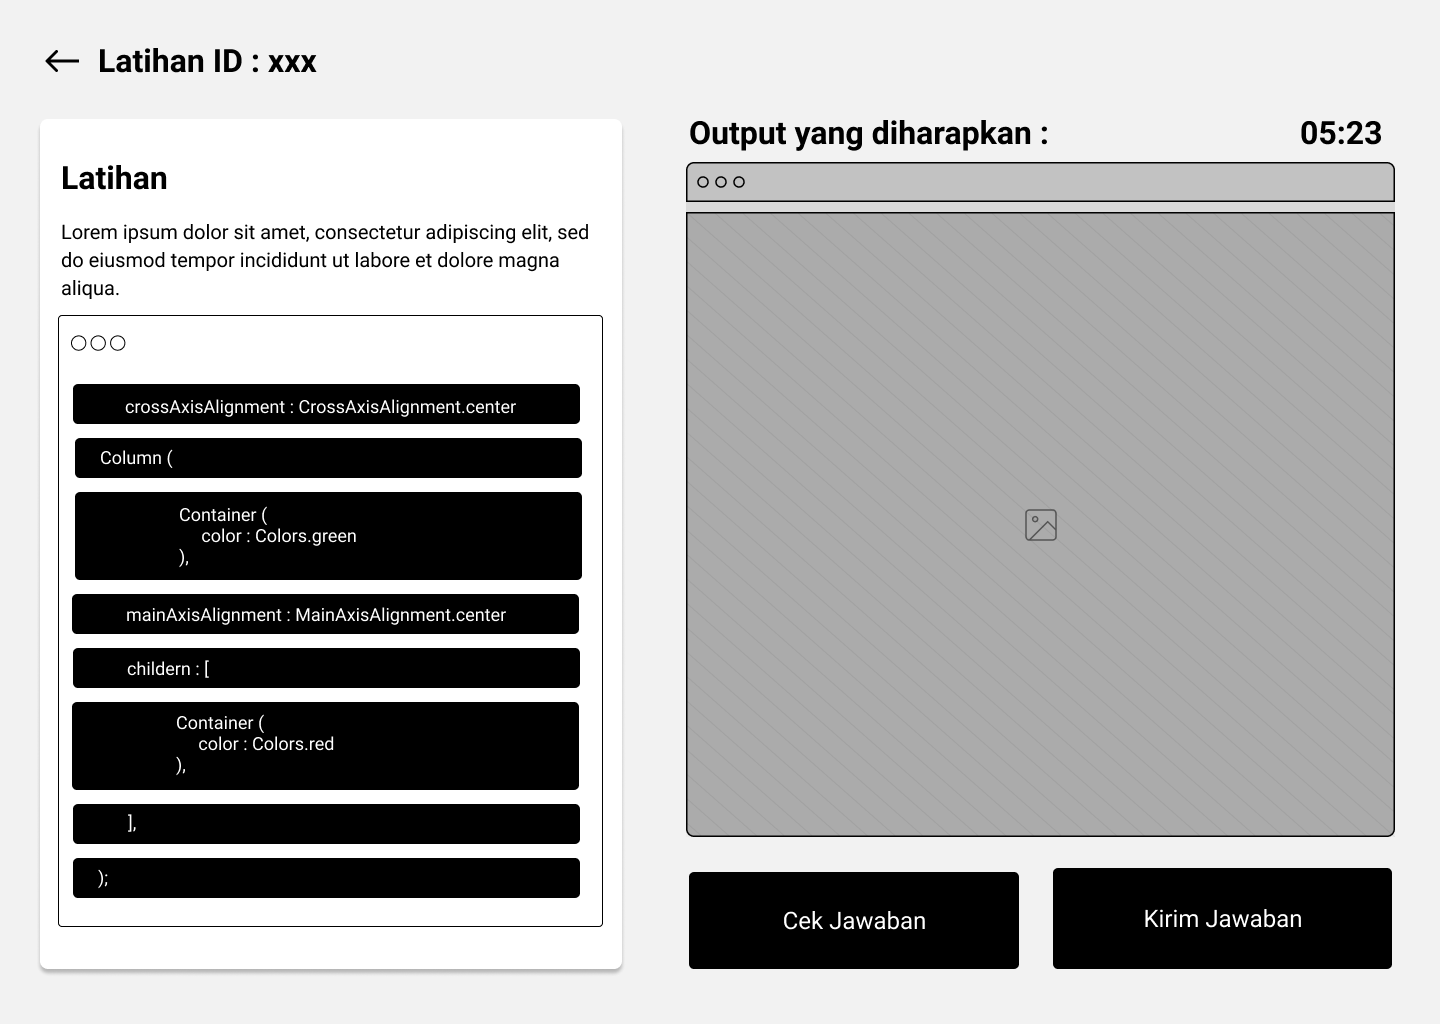 Latihan ID : xxx
Latihan
Lorem ipsum dolor sit amet, consectetur adipiscing elit, sed
do eiusmod tempor incididunt ut labore et dolore magna
aliqua.
crossAxisAlignment : CrossAxisAlignment.center
Column (
Container (
color : Colors.green
),
mainAxisAlignment : MainAxisAlignment.center
childern : [
Container (
color : Colors.red
),
],
);
Output yang diharapkan :
05:23
Cek Jawaban
Kirim Jawaban